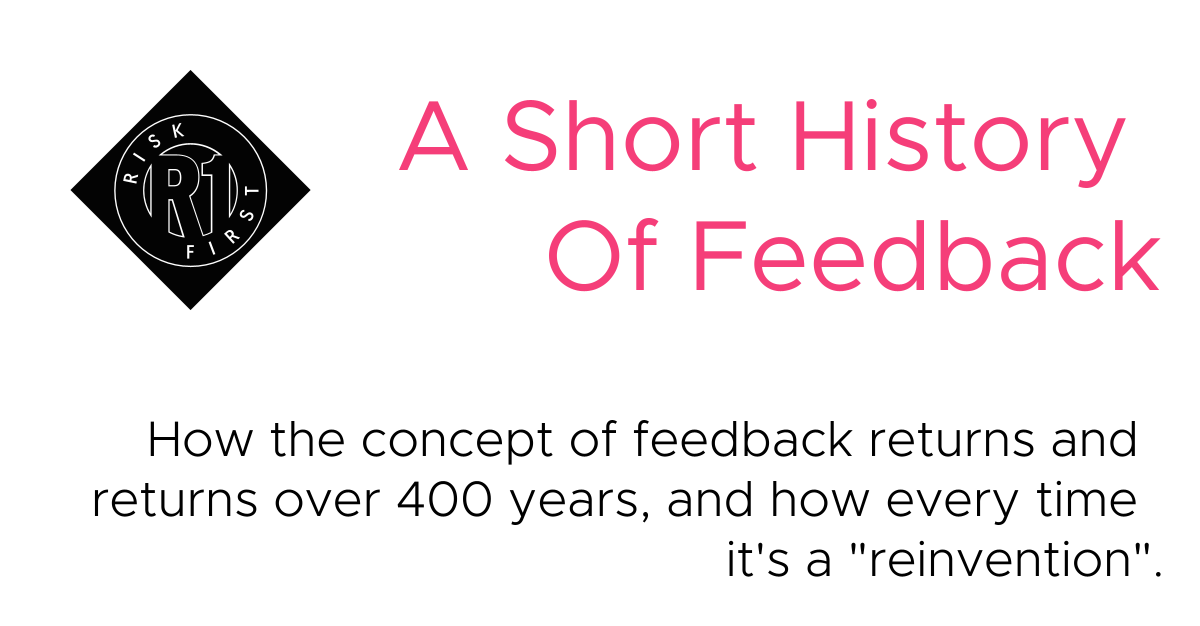 RISK
R1
FIRST
A Short History
Of Feedback
How the concept of feedback returns and
returns over 400 years, and how every time
it's a "reinvention".